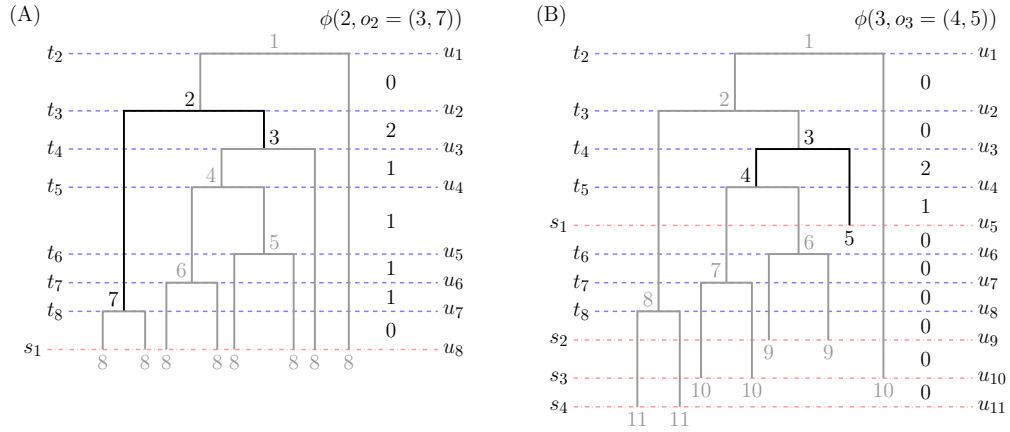 (A)
ϕ(2, o₂ = (3, 7))
t₂ 1 u₁
0
t₃ 2 u₂
2
t₄ 3 u₃
1
t₅ 4 u₄
1
t₆ 5 u₅
1
t₇ 6 u₆
1
t₈ 7 u₇
0
s₁ u₈
8 8 8 8 8 8 8 8
(B)
ϕ(3, o₃ = (4, 5))
t₂ 1 u₁
0
t₃ 2 u₂
0
t₄ 3 u₃
2
t₅ 4 u₄
1
s₁ 5 u₅
0
t₆ 6 u₆
0
t₇ 7 u₇
0
t₈ 8 u₈
0
s₂ 9 9 u₉
0
s₃ 10 10 10 u₁₀
0
s₄ u₁₁
11 11